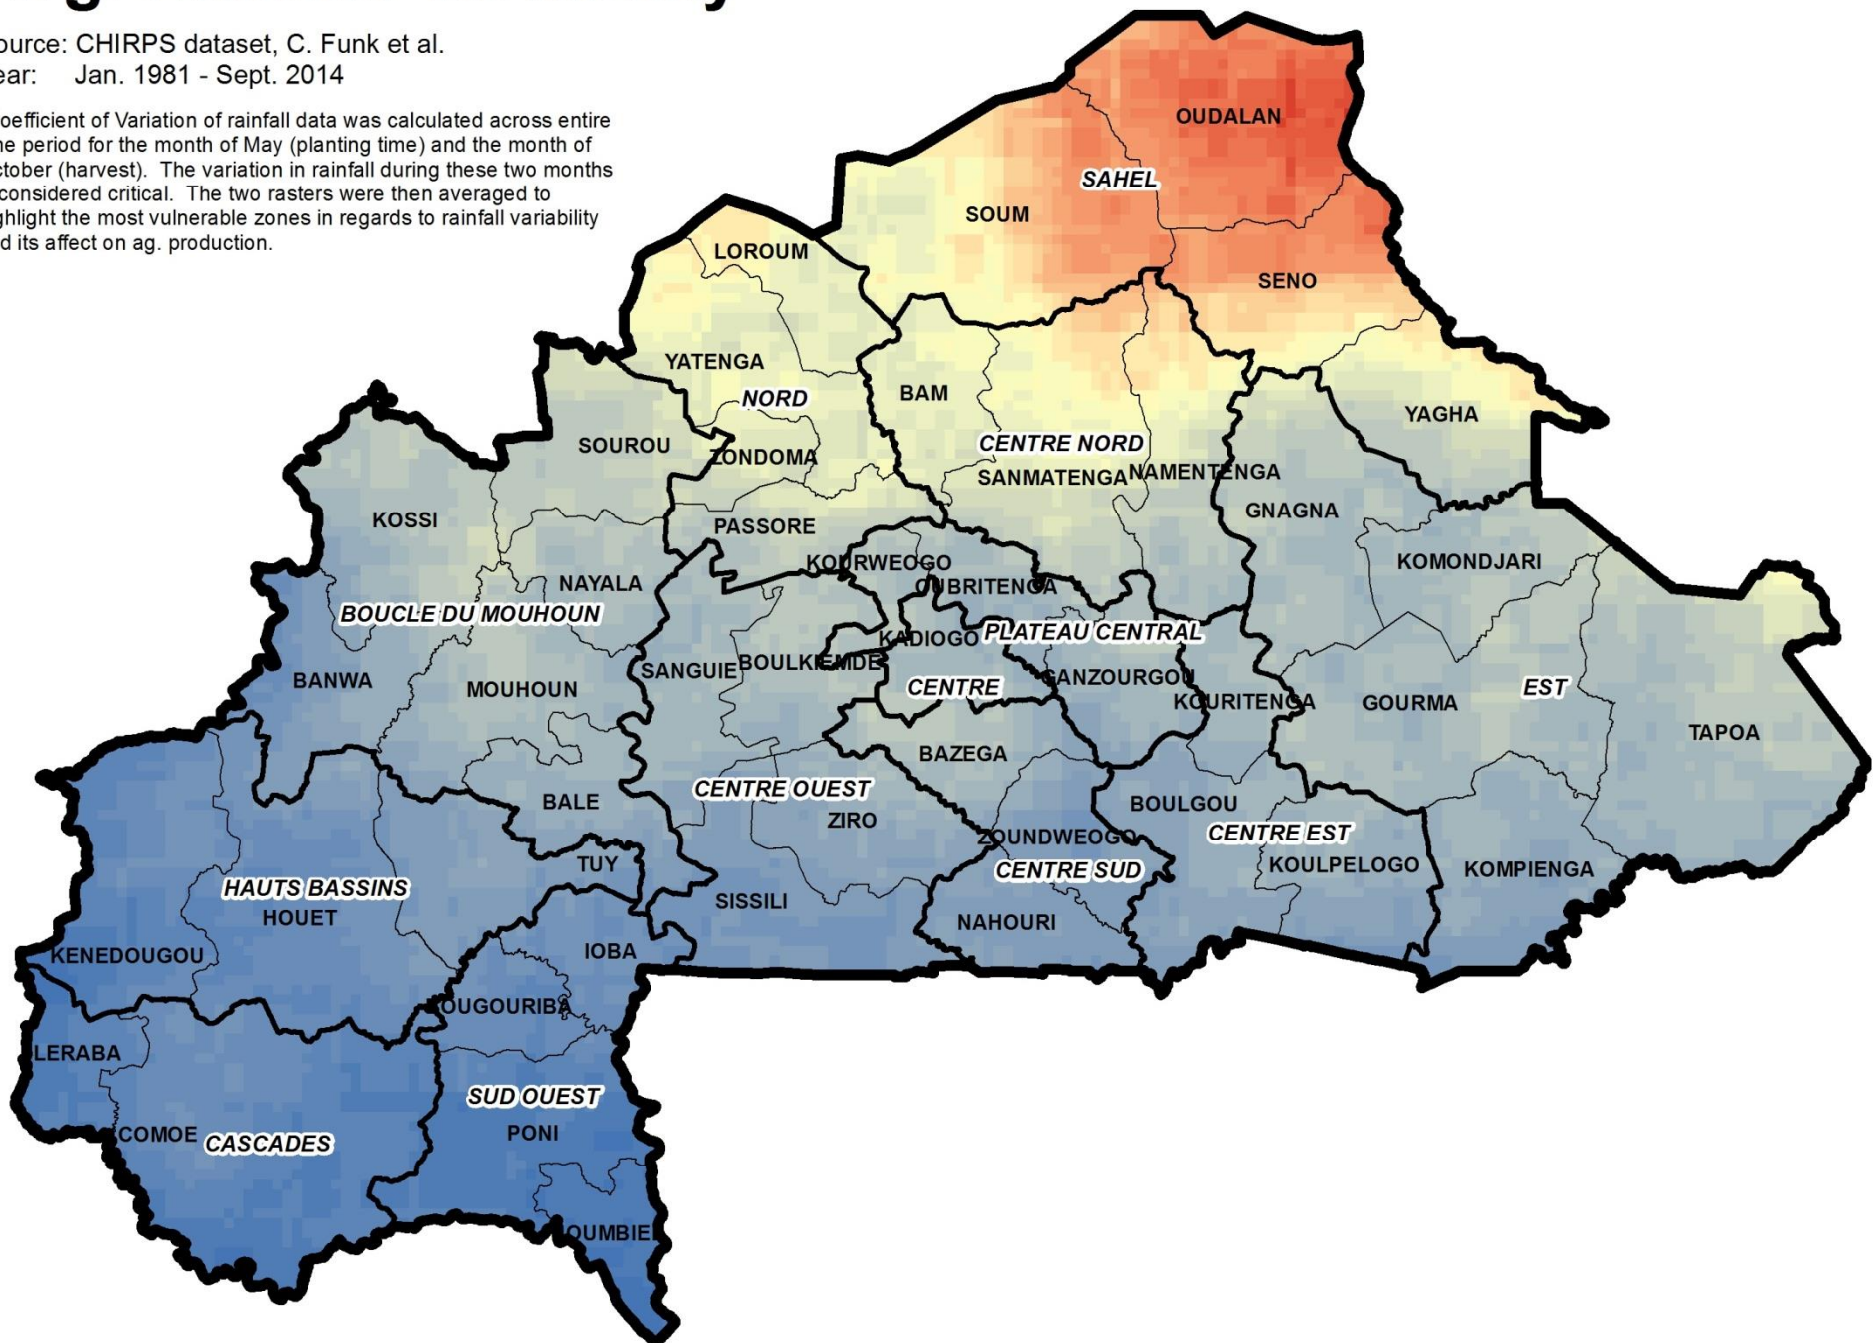 ource: CHIRPS dataset, C. Funk et al.
ear: Jan. 1981 - Sept. 2014
oefficient of Variation of rainfall data was calculated across entire
ne period for the month of May (planting time) and the month of
ctober (harvest). The variation in rainfall during these two months
considered critical. The two rasters were then averaged to
ghlight the most vulnerable zones in regards to rainfall variability
d its affect on ag. production.
OUDALAN
SAHEL
SOUM
LOROUM
SENO
YATENGA
BAM
NORD
YAGHA
SOUROU
CENTRE NORD
ZONDOMA
SANMATENGA
NAMENTENGA
GNAGNA
KOSSI
PASSORE
KOURWEOGO
KOMONDJARI
NAYALA
OUBRITENGA
BOUCLE DU MOUHOUN
KADIOGO
PLATEAU CENTRAL
BANWA
MOUHOUN
SANGUIE
BOULKIEMDE
CENTRE
GANZOURGOU
KOURITENGA
GOURMA
EST
TAPOA
BAZEGA
CENTRE OUEST
BALE
ZIRO
BOULGOU
ZOUNDWEOGO
CENTRE EST
TUY
CENTRE SUD
KOULPELOGO
KOMPIENGA
HAUTS BASSINS
HOUET
SISSILI
NAHOURI
KENEDOUGOU
IOBA
OUGOURIBA
LERABA
SUD OUEST
COMOE
CASCADES
PONI
OUMBIEL